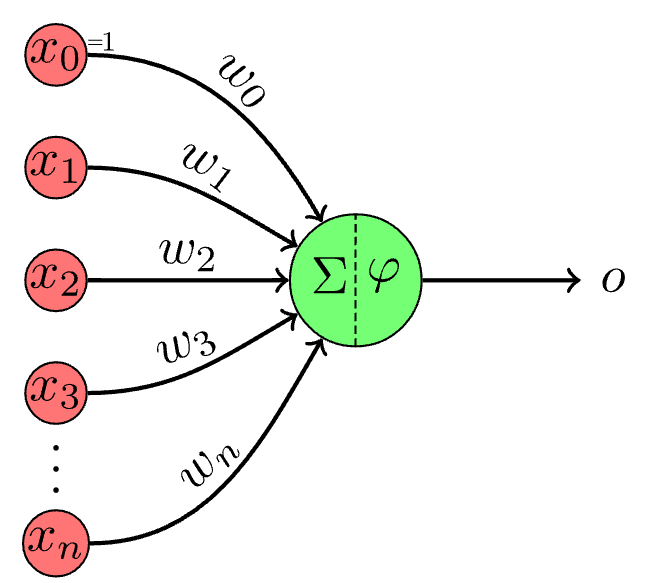 x₀ =1
w₀
x₁
w₁
x₂
w₂
Σ φ
o
x₃
w₃
⋮
xₙ
wₙ